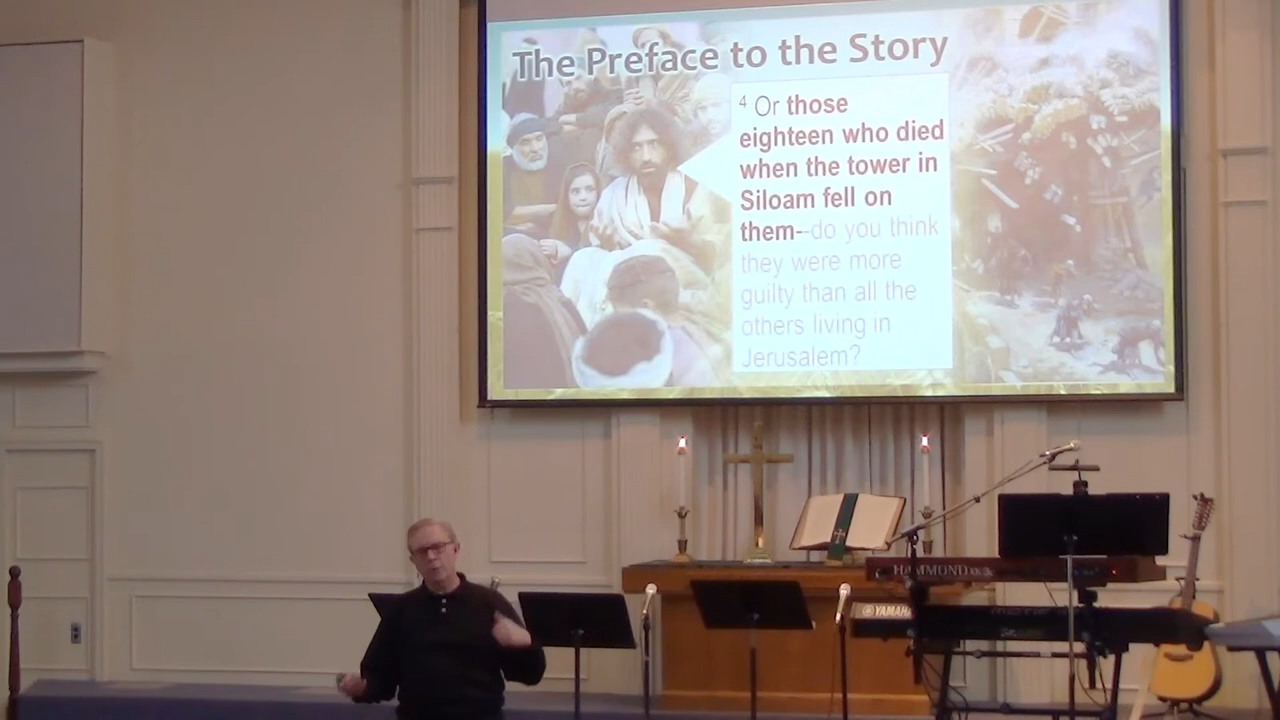 The Preface to the Story
4 Or those
eighteen who died
when the tower in
Siloam fell on
them--do you think
they were more
guilty than all the
others living in
Jerusalem?
HAMMOND
YAMAHA